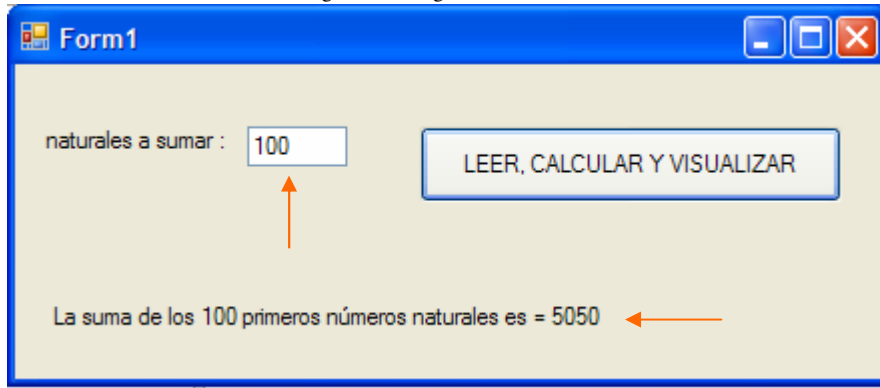 Form1
naturales a sumar : 100
LEER, CALCULAR Y VISUALIZAR
La suma de los 100 primeros números naturales es = 5050